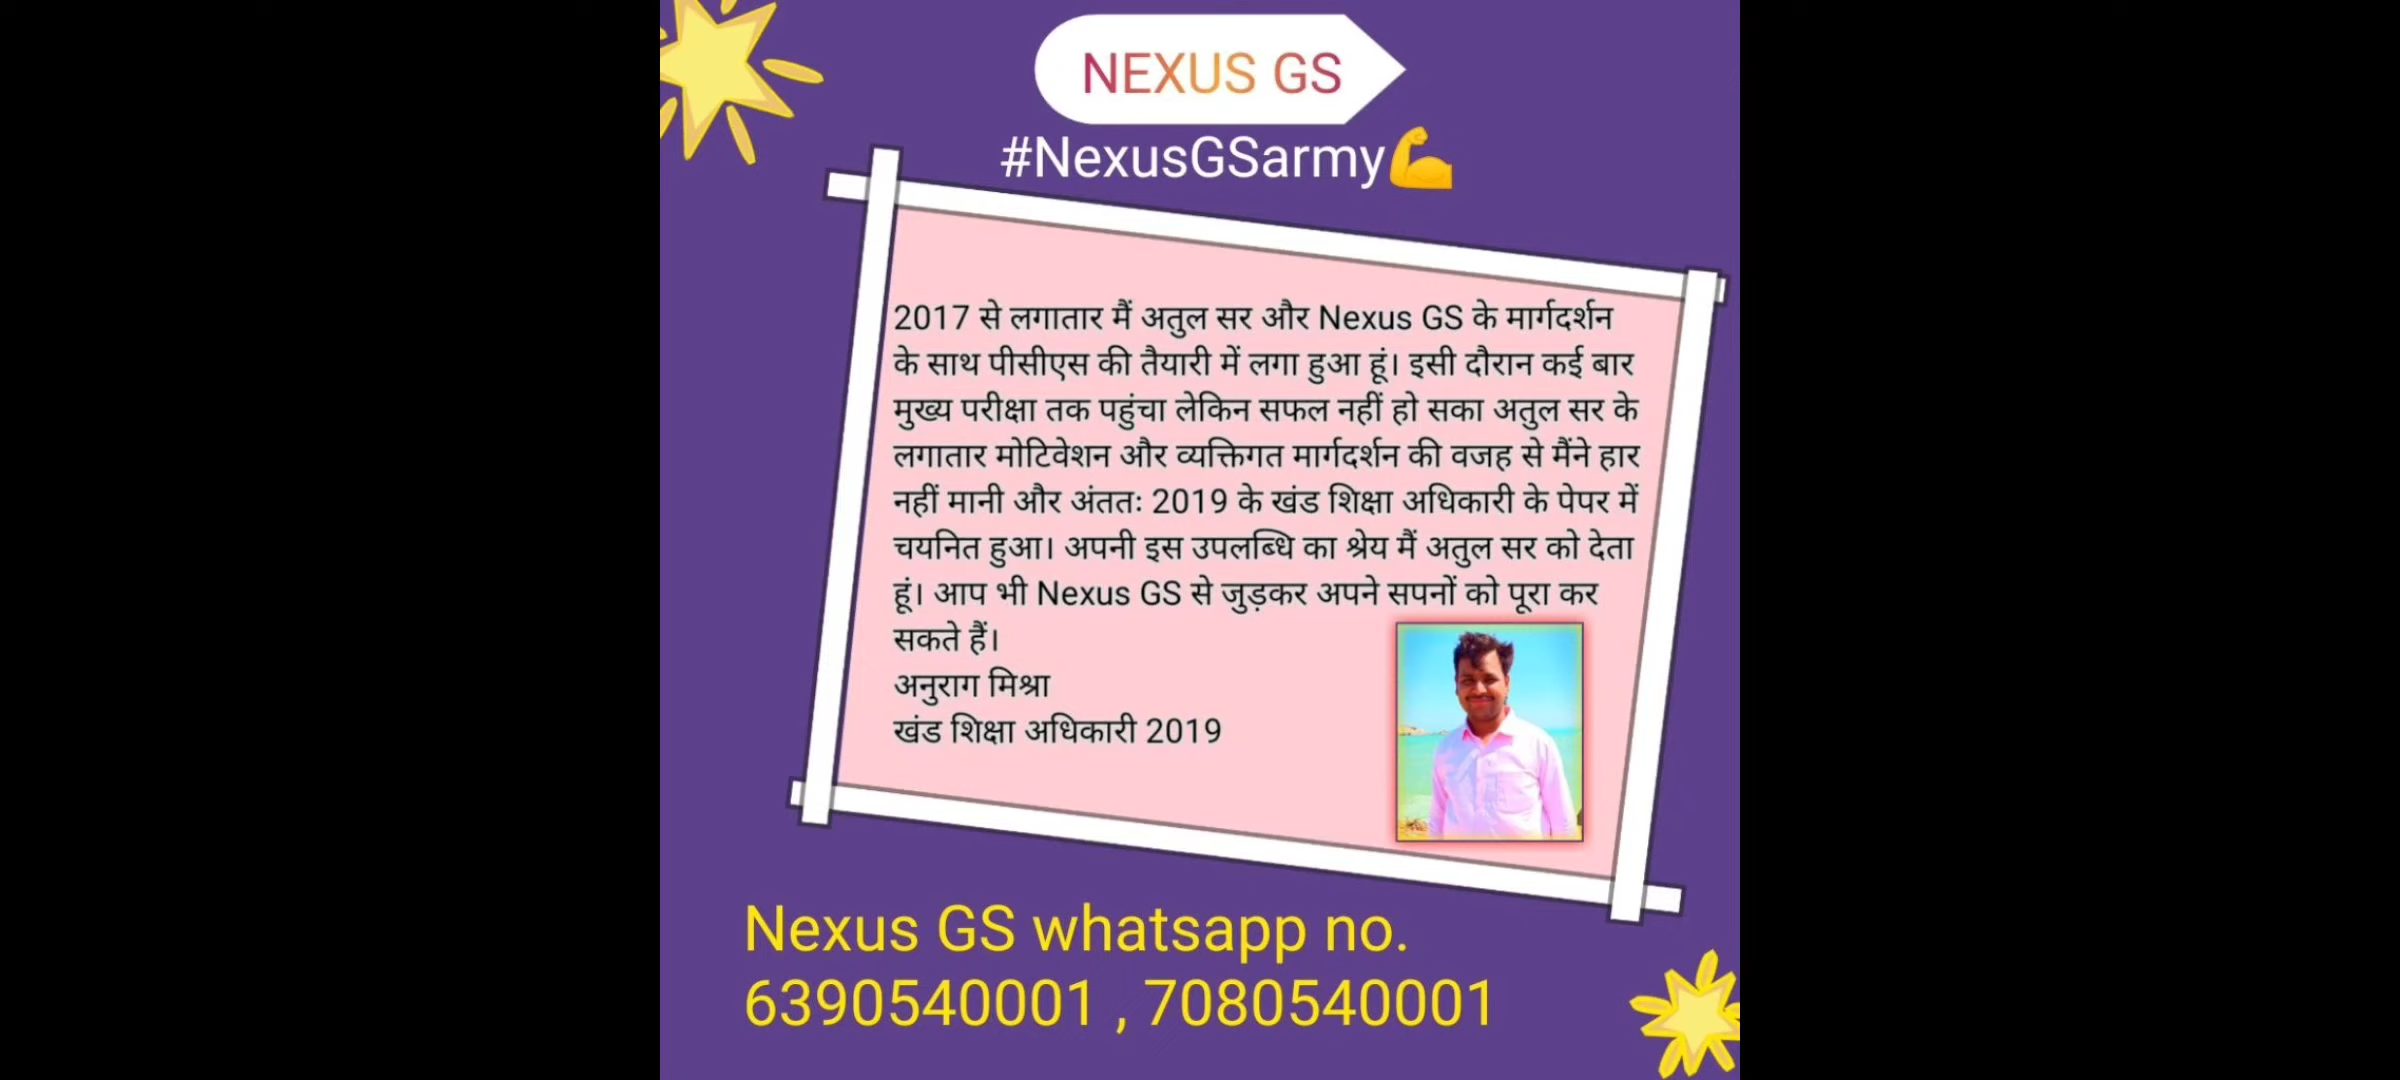 NEXUS GS
#NexusGSarmy💪
2017 से लगातार मैं अतुल सर और Nexus GS के मार्गदर्शन
के साथ पीसीएस की तैयारी में लगा हुआ हूं। इसी दौरान कई बार
मुख्य परीक्षा तक पहुंचा लेकिन सफल नहीं हो सका अतुल सर के
लगातार मोटिवेशन और व्यक्तिगत मार्गदर्शन की वजह से मैंने हार
नहीं मानी और अंततः 2019 के खंड शिक्षा अधिकारी के पेपर में
चयनित हुआ। अपनी इस उपलब्धि का श्रेय मैं अतुल सर को देता
हूं। आप भी Nexus GS से जुड़कर अपने सपनों को पूरा कर
सकते हैं।
अनुराग मिश्रा
खंड शिक्षा अधिकारी 2019
Nexus GS whatsapp no.
6390540001 , 7080540001